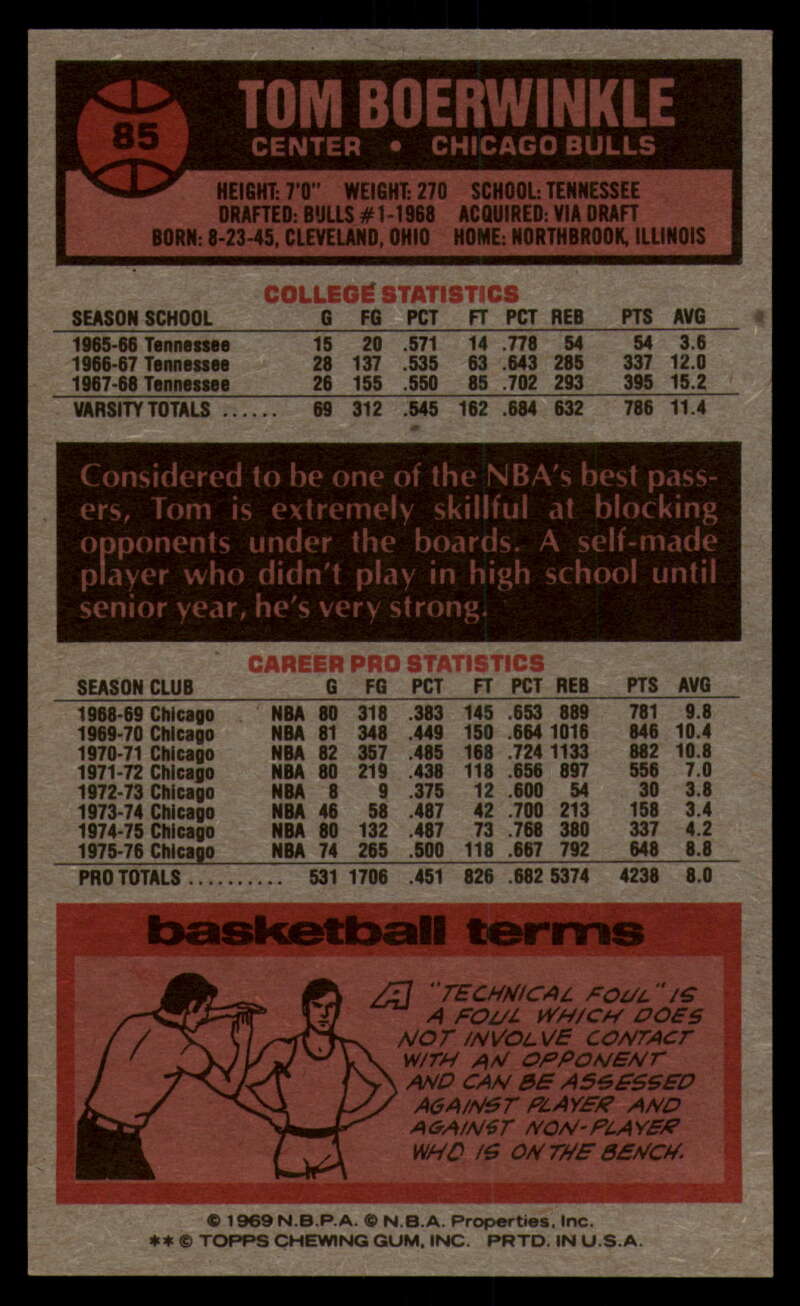 85
TOM BOERWINKLE
CENTER • CHICAGO BULLS
HEIGHT: 7'0" WEIGHT: 270 SCHOOL: TENNESSEE
DRAFTED: BULLS #1-1968 ACQUIRED: VIA DRAFT
BORN: 8-23-45, CLEVELAND, OHIO HOME: NORTHBROOK, ILLINOIS
COLLEGE STATISTICS
SEASON SCHOOL G FG PCT FT PCT REB PTS AVG
1965-66 Tennessee 15 20 .571 14 .778 54 54 3.6
1966-67 Tennessee 28 137 .535 63 .643 285 337 12.0
1967-68 Tennessee 26 155 .550 85 .702 293 395 15.2
VARSITY TOTALS ...... 69 312 .545 162 .684 632 786 11.4
Considered to be one of the NBA's best pass-
ers, Tom is extremely skillful at blocking
opponents under the boards. A self-made
player who didn't play in high school until
senior year, he's very strong.
CAREER PRO STATISTICS
SEASON CLUB G FG PCT FT PCT REB PTS AVG
1968-69 Chicago NBA 80 318 .383 145 .653 889 781 9.8
1969-70 Chicago NBA 81 348 .449 150 .664 1016 846 10.4
1970-71 Chicago NBA 82 357 .485 168 .724 1133 882 10.8
1971-72 Chicago NBA 80 219 .438 118 .656 897 556 7.0
1972-73 Chicago NBA 8 9 .375 12 .600 54 30 3.8
1973-74 Chicago NBA 46 58 .487 42 .700 213 158 3.4
1974-75 Chicago NBA 80 132 .487 73 .768 380 337 4.2
1975-76 Chicago NBA 74 265 .500 118 .667 792 648 8.8
PRO TOTALS .......... 531 1706 .451 826 .682 5374 4238 8.0
basketball terms
A "TECHNICAL FOUL" IS
A FOUL WHICH DOES
NOT INVOLVE CONTACT
WITH AN OPPONENT
AND CAN BE ASSESSED
AGAINST PLAYER AND
AGAINST NON-PLAYER
WHO IS ON THE BENCH.
© 1969 N.B.P.A. © N.B.A. Properties, Inc.
** © TOPPS CHEWING GUM, INC. PRTD. IN U.S.A.